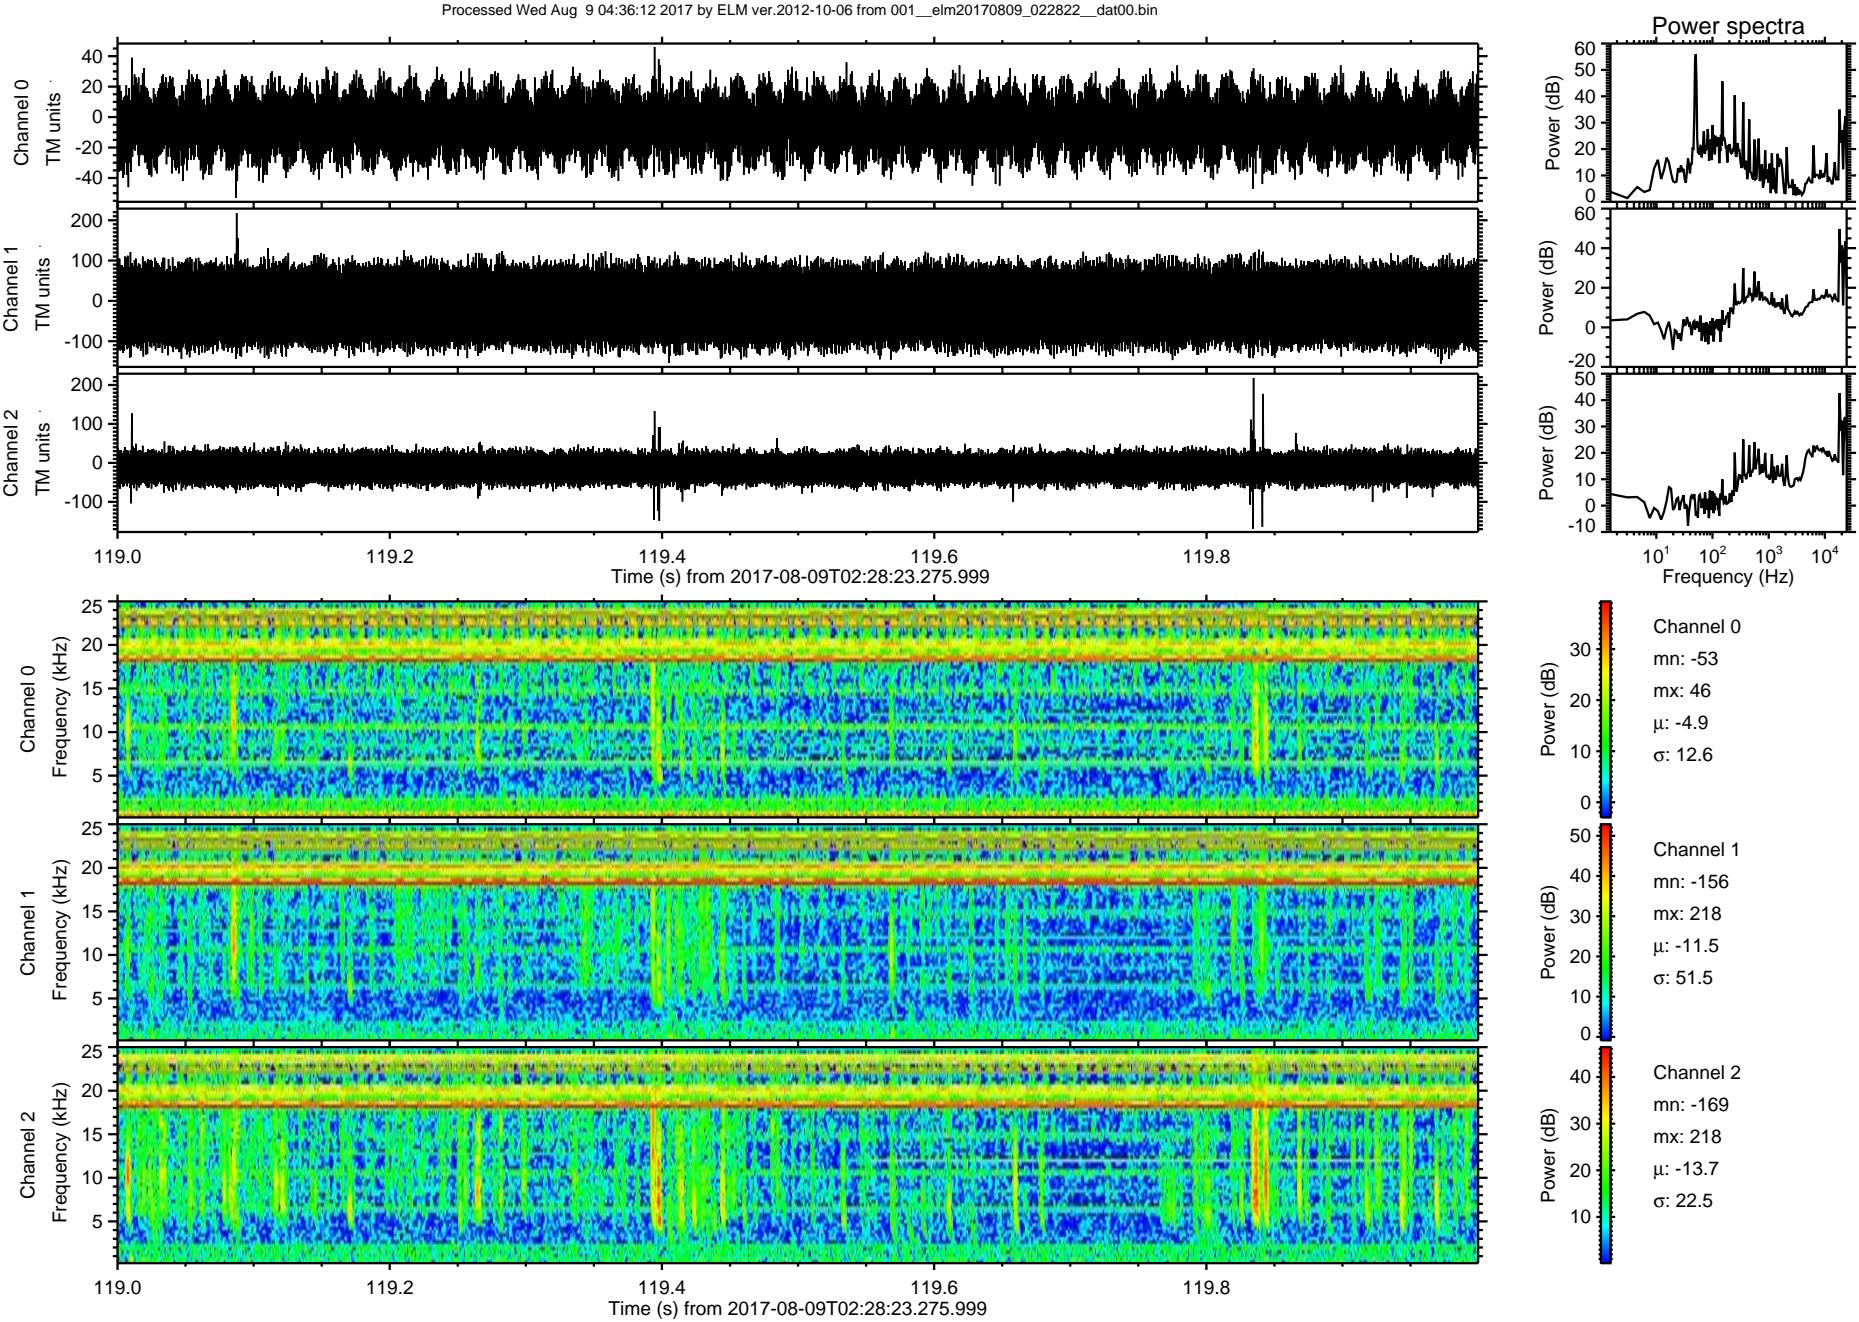 Processed Wed Aug  9 04:36:12 2017 by ELM ver.2012-10-06 from 001__elm20170809_022822__dat00.bin
Power spectra
Channel 0
TM units
40
20
0
-20
-40
Power (dB)
60
50
40
30
20
10
0
Channel 1
TM units
200
100
0
-100
Power (dB)
60
40
20
0
-20
Channel 2
TM units
200
100
0
-100
Power (dB)
50
40
30
20
10
0
-10
119.0 119.2 119.4 119.6 119.8
Time (s) from 2017-08-09T02:28:23.275.999
10¹ 10² 10³ 10⁴
Frequency (Hz)
Channel 0
Frequency (kHz)
25
20
15
10
5
Power (dB)
30
20
10
0
Channel 0
mn: -53
mx: 46
μ: -4.9
σ: 12.6
Channel 1
Frequency (kHz)
25
20
15
10
5
Power (dB)
50
40
30
20
10
0
Channel 1
mn: -156
mx: 218
μ: -11.5
σ: 51.5
Channel 2
Frequency (kHz)
25
20
15
10
5
Power (dB)
40
30
20
10
Channel 2
mn: -169
mx: 218
μ: -13.7
σ: 22.5
119.0 119.2 119.4 119.6 119.8
Time (s) from 2017-08-09T02:28:23.275.999